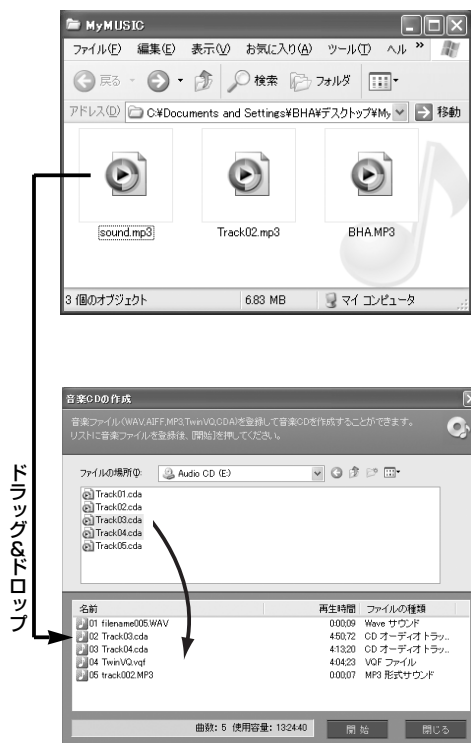 MyMUSIC
ファイル(F) 編集(E) 表示(V) お気に入り(A) ツール(T) ヘル »
戻る 検索 フォルダ
アドレス(D) C:¥Documents and Settings¥BHA¥デスクトップ¥My 移動
sound.mp3 Track02.mp3 BHA.MP3
3 個のオブジェクト 6.83 MB マイ コンピュータ
ドラッグ&ドロップ
音楽CDの作成
音楽ファイル(WAV,AIFF,MP3,TwinVQ,CDA)を登録して音楽CDを作成することができます。
リストに音楽ファイルを登録後、[開始]を押してください。
ファイルの場所(I): Audio CD (E:)
Track01.cda
Track02.cda
Track03.cda
Track04.cda
Track05.cda
名前 再生時間 ファイルの種類
01 filename005.WAV 0:00;09 Wave サウンド
02 Track03.cda 4:50;72 CD オーディオ トラッ...
03 Track04.cda 4:13;20 CD オーディオ トラッ...
04 TwinVQ.vqf 4:04;23 VQF ファイル
05 track002.MP3 0:00;07 MP3 形式サウンド
曲数: 5 使用容量: 13:24:40 開 始 閉じる